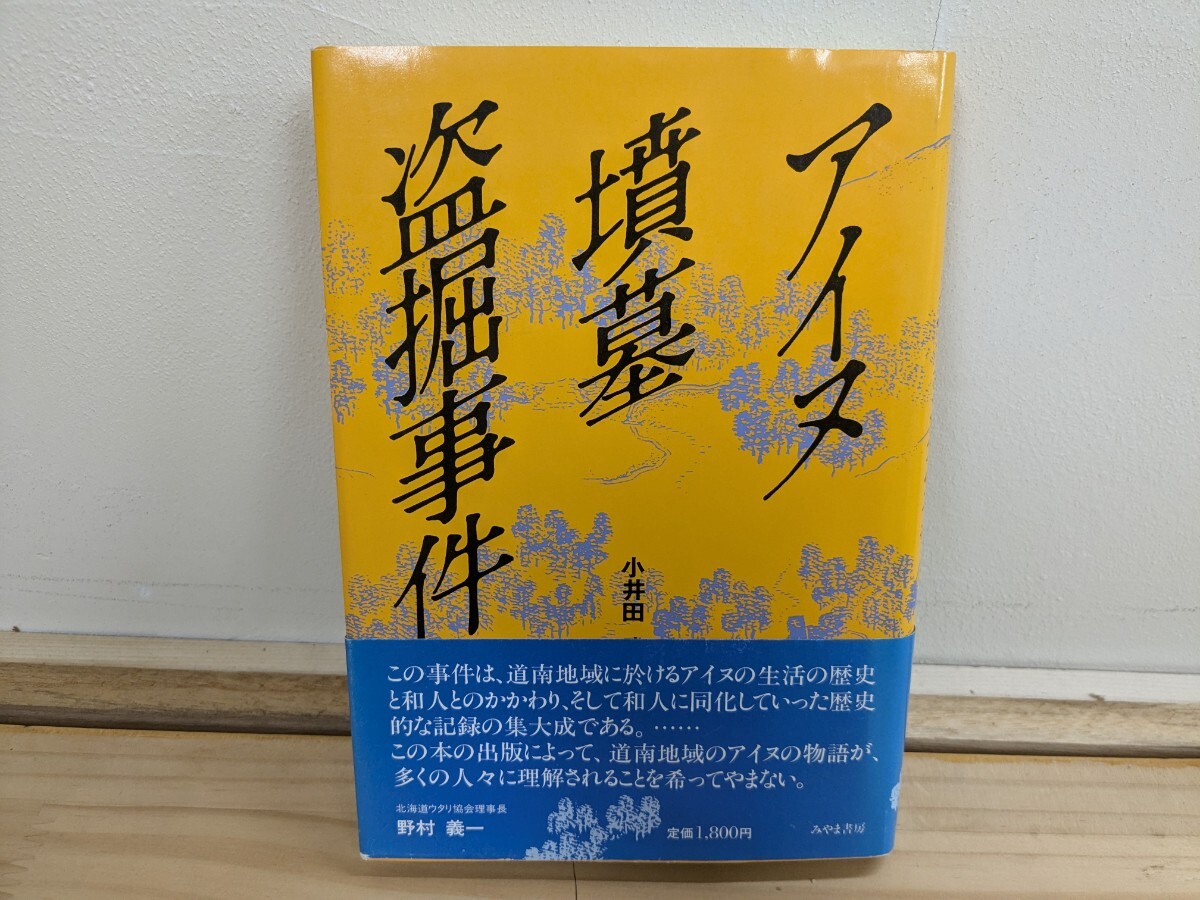 アイヌ
墳墓
盗掘事件
小井田
この事件は、道南地域に於けるアイヌの生活の歴史
と和人とのかかわり、そして和人に同化していった歴史
的な記録の集大成である。……
この本の出版によって、道南地域のアイヌの物語が、
多くの人々に理解されることを希ってやまない。
北海道ウタリ協会理事長
野村 義一
定価1,800円
みやま書房